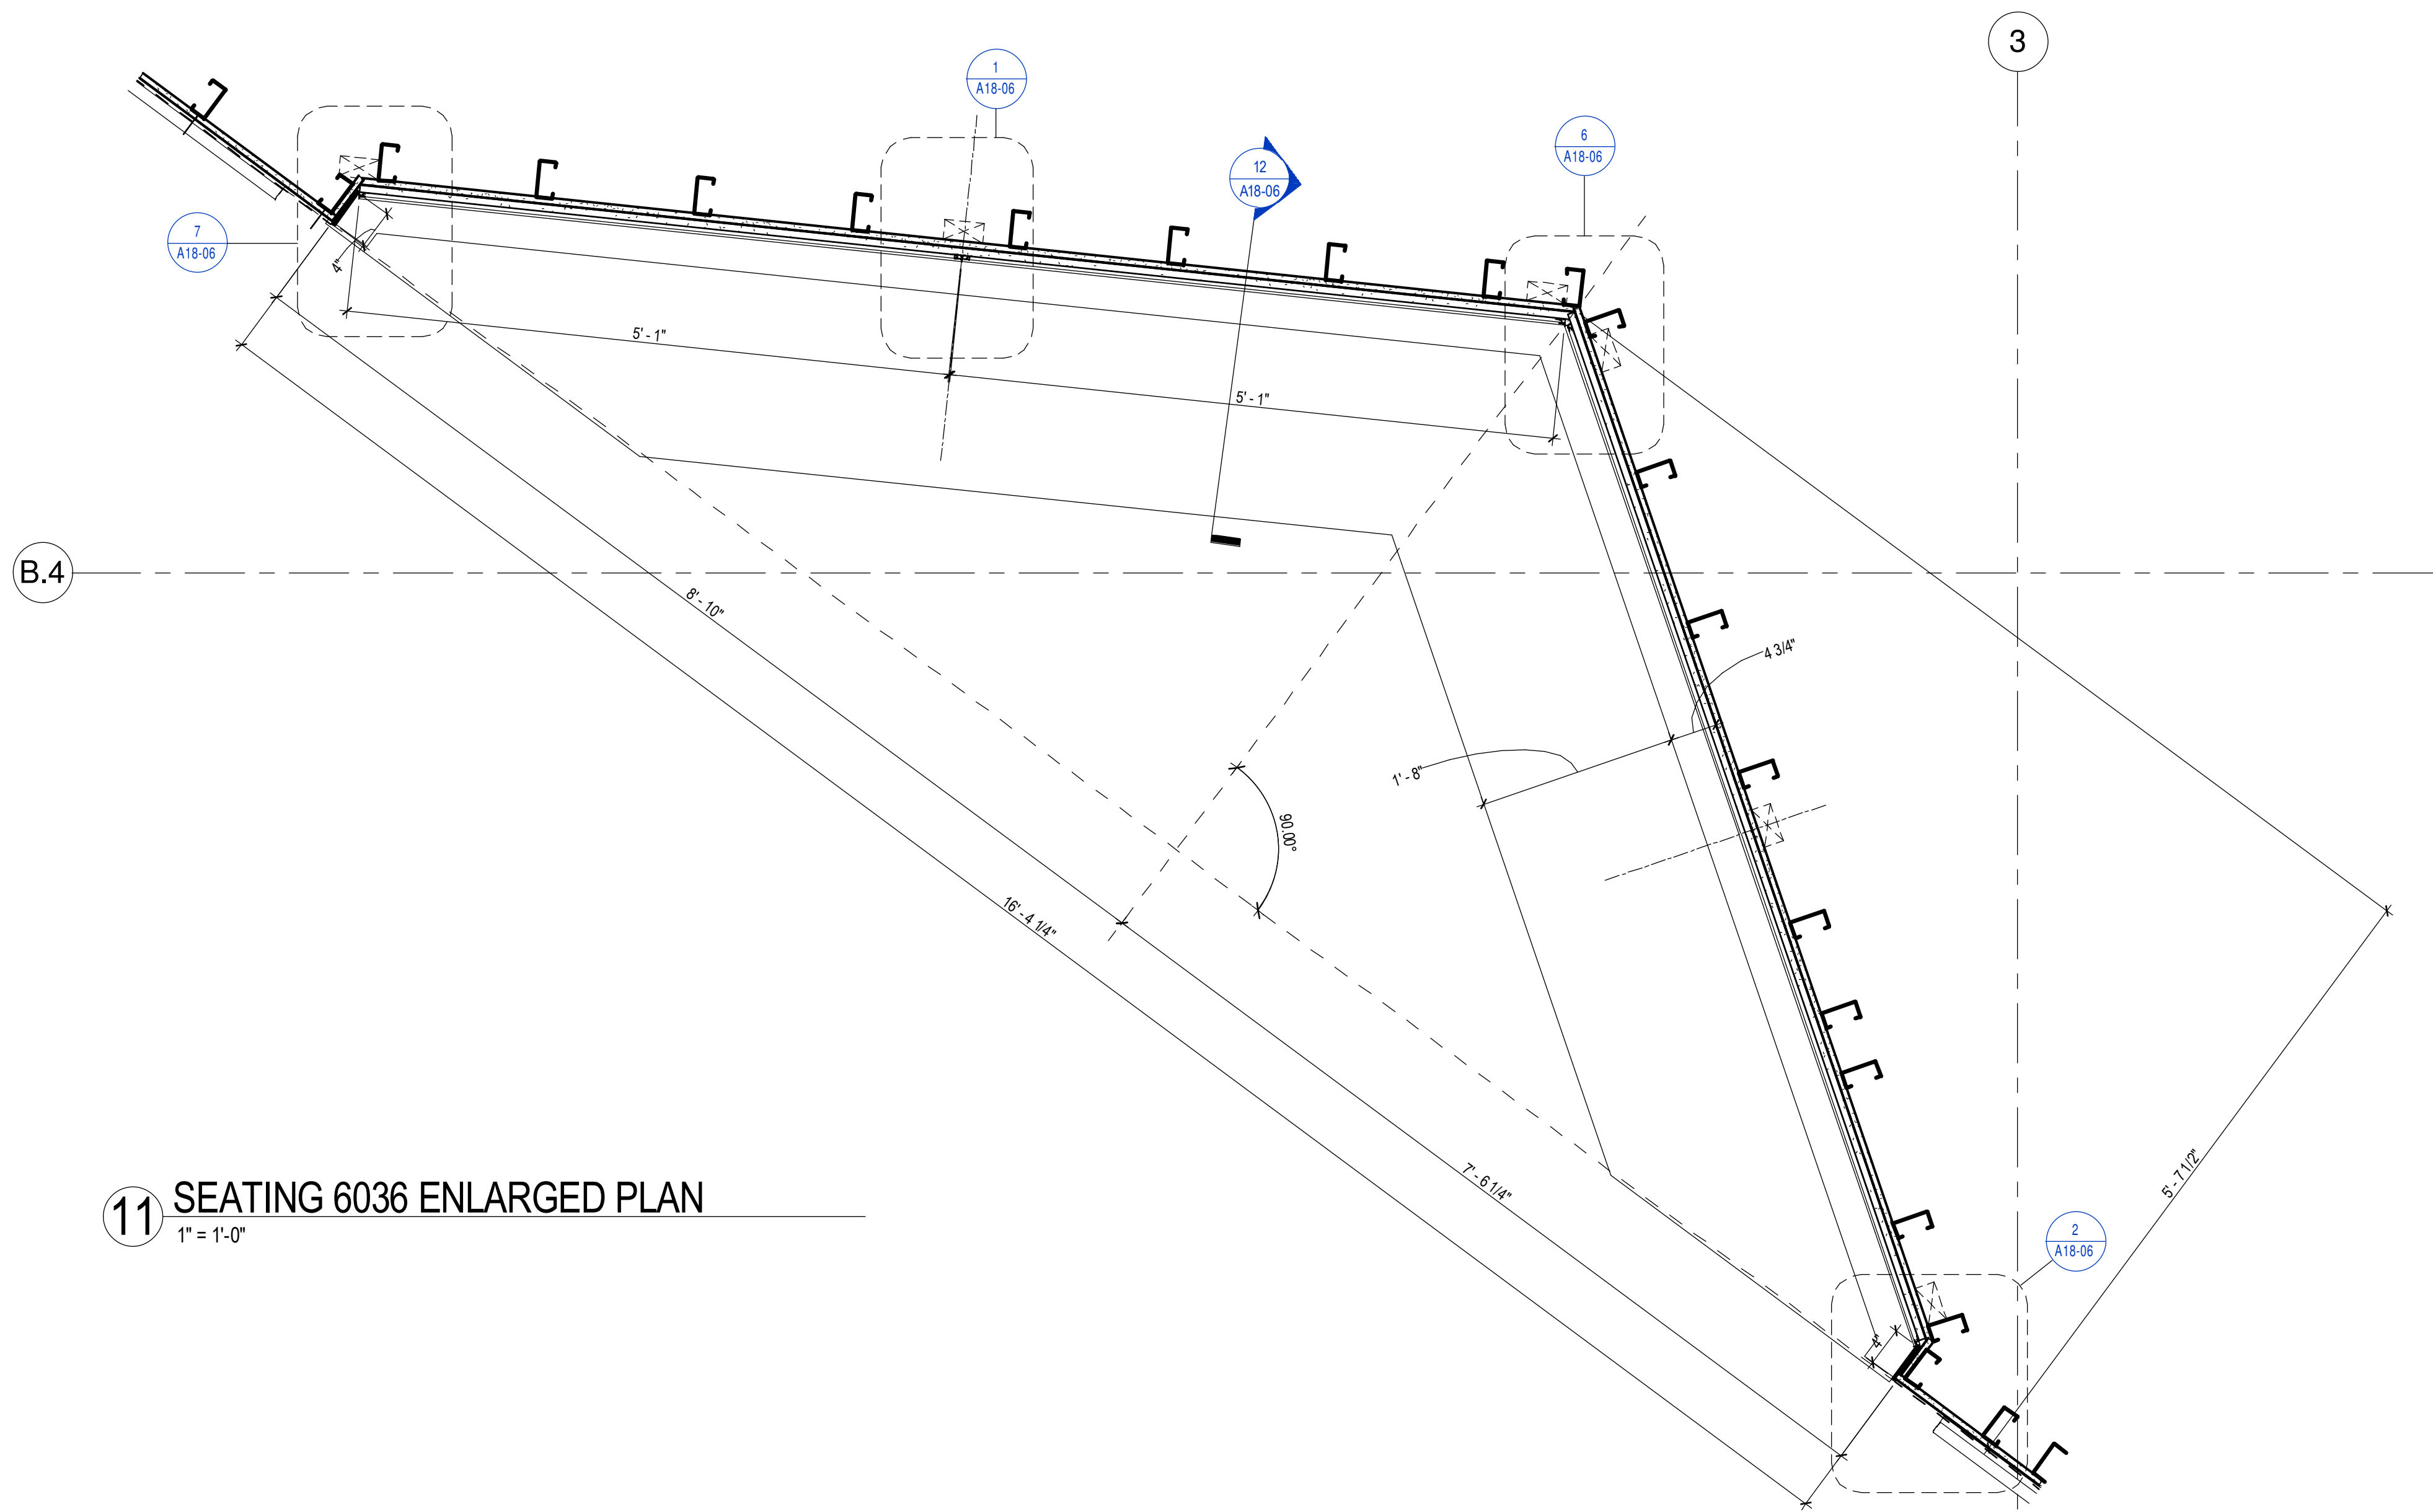 3
1
A18-06
6
A18-06
12
A18-06
7
A18-06
4"
5' - 1"
5' - 1"
B.4
8' - 10"
4 3/4"
1' - 8"
90.00°
16' - 4 1/4"
7' - 6 1/4"
5' - 7 1/2"
11
SEATING 6036 ENLARGED PLAN
1" = 1'-0"
2
A18-06
4"